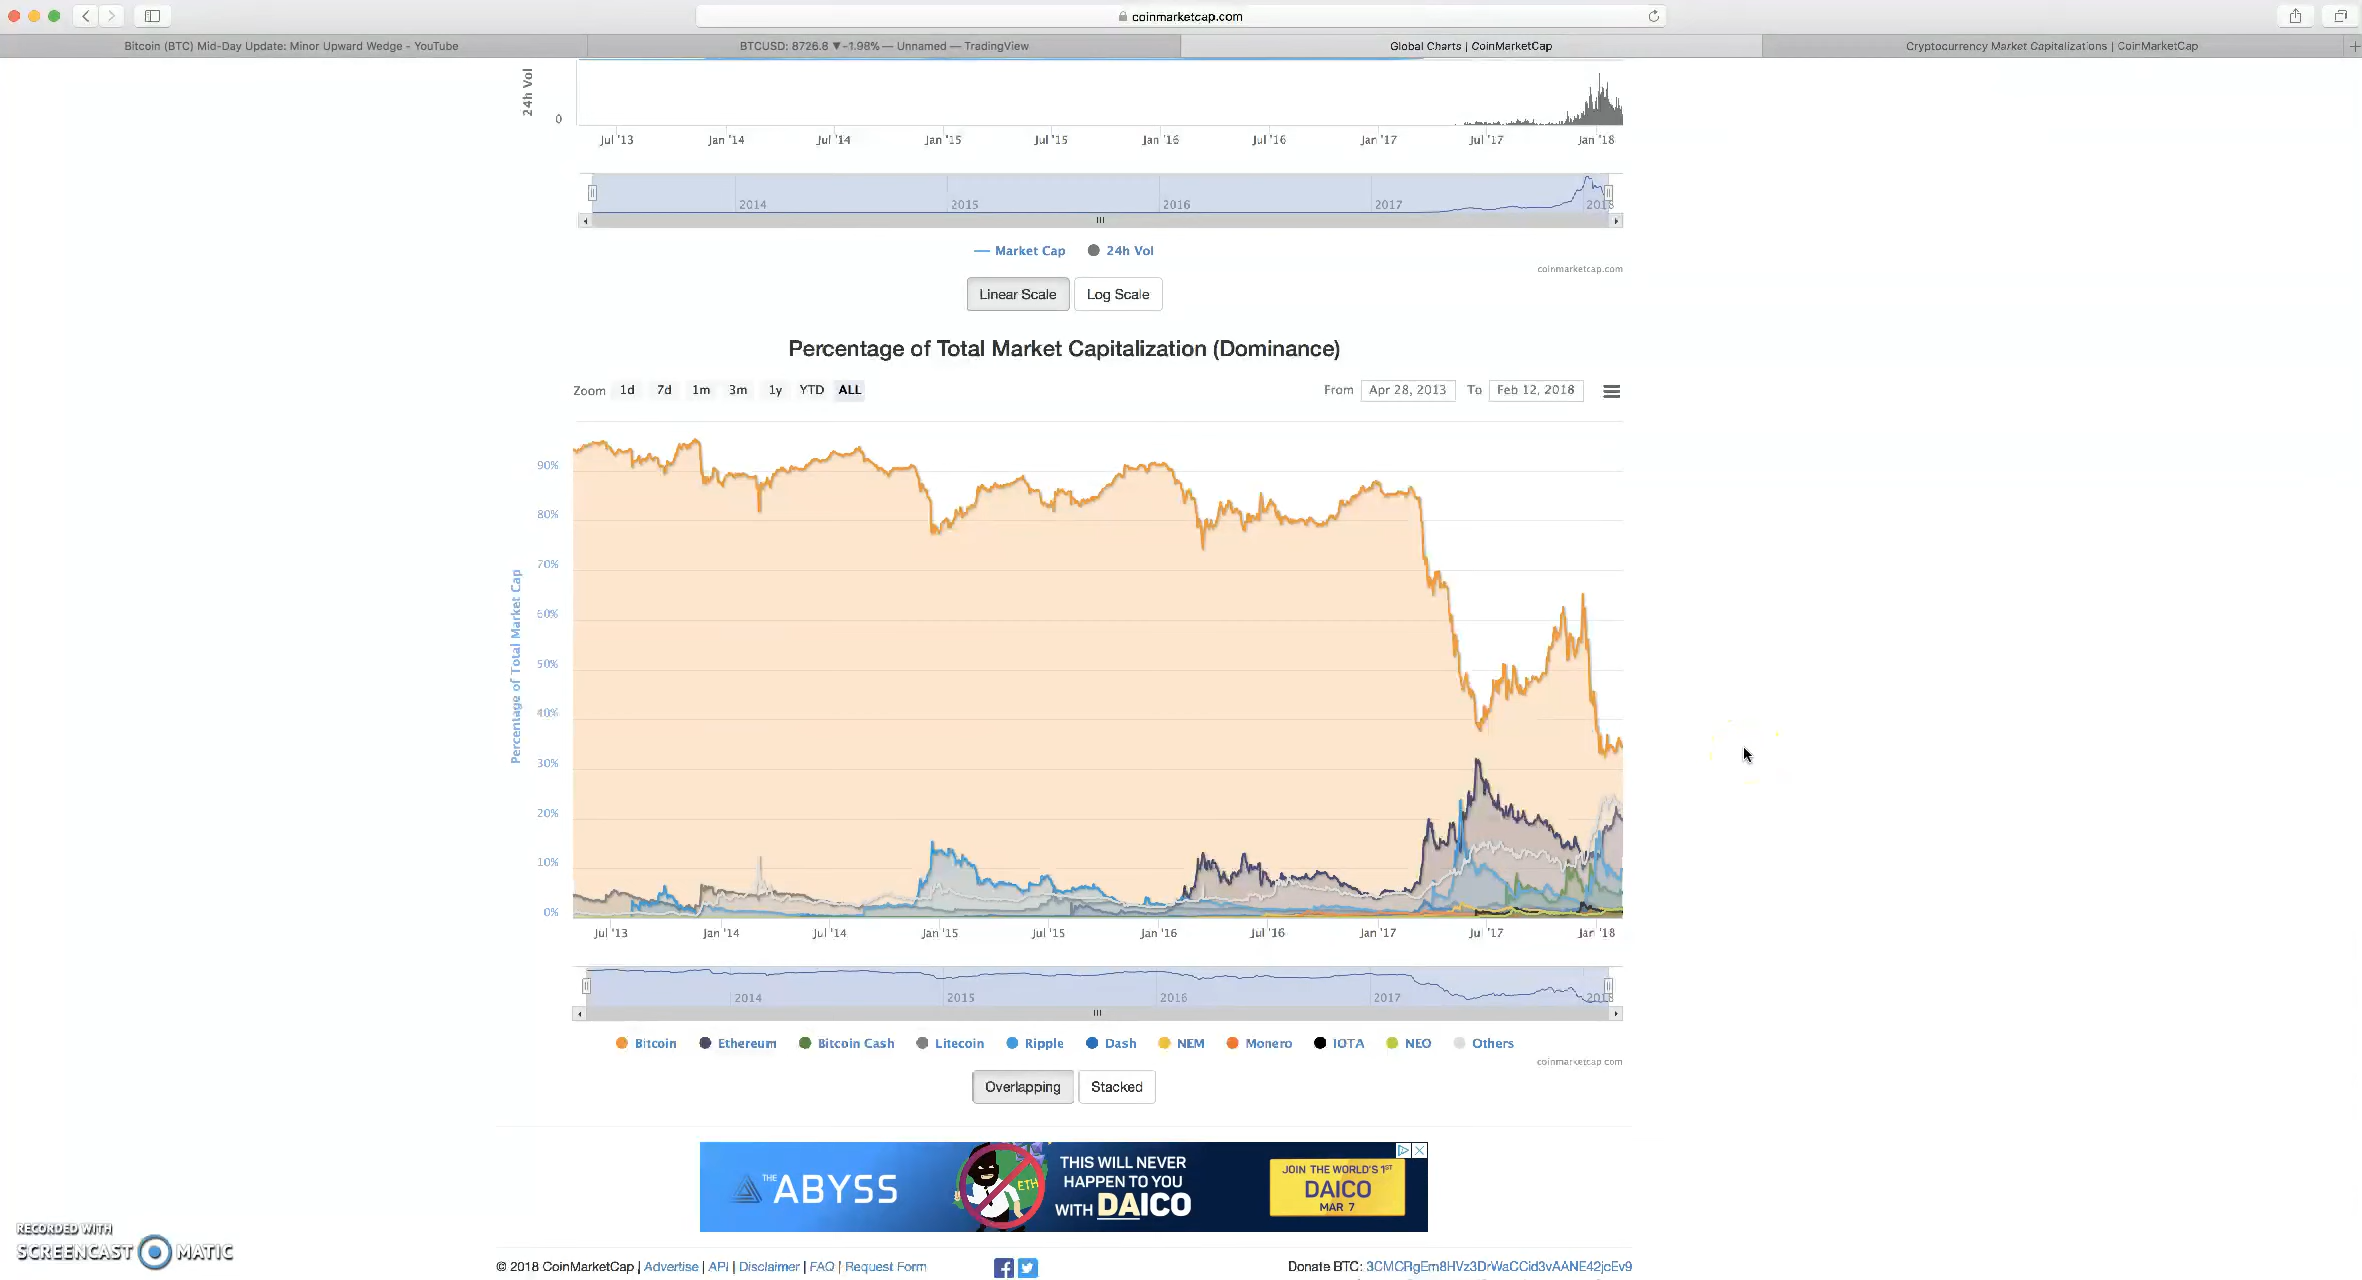 coinmarketcap.com
Bitcoin (BTC) Mid-Day Update: Minor Upward Wedge - YouTube
BTCUSD: 8726.8 ▼−1.98% — Unnamed — TradingView
Global Charts | CoinMarketCap
Cryptocurrency Market Capitalizations | CoinMarketCap
24h Vol
0
Jul '13 Jan '14 Jul '14 Jan '15 Jul '15 Jan '16 Jul '16 Jan '17 Jul '17 Jan '18
2014 2015 2016 2017 2018
Market Cap 24h Vol
coinmarketcap.com
Linear Scale Log Scale
Percentage of Total Market Capitalization (Dominance)
Zoom 1d 7d 1m 3m 1y YTD ALL From Apr 28, 2013 To Feb 12, 2018
Percentage of Total Market Cap
90%
80%
70%
60%
50%
40%
30%
20%
10%
0%
Jul '13 Jan '14 Jul '14 Jan '15 Jul '15 Jan '16 Jul '16 Jan '17 Jul '17 Jan '18
2014 2015 2016 2017 2018
Bitcoin Ethereum Bitcoin Cash Litecoin Ripple Dash NEM Monero IOTA NEO Others
coinmarketcap.com
Overlapping Stacked
THE ABYSS
ETH
THIS WILL NEVER
HAPPEN TO YOU
WITH DAICO
JOIN THE WORLD'S 1ST
DAICO
MAR 7
RECORDED WITH
SCREENCAST MATIC
© 2018 CoinMarketCap | Advertise | API | Disclaimer | FAQ | Request Form
Donate BTC: 3CMCRgEm8HVz3DrWaCCid3vAANE42jcEv9